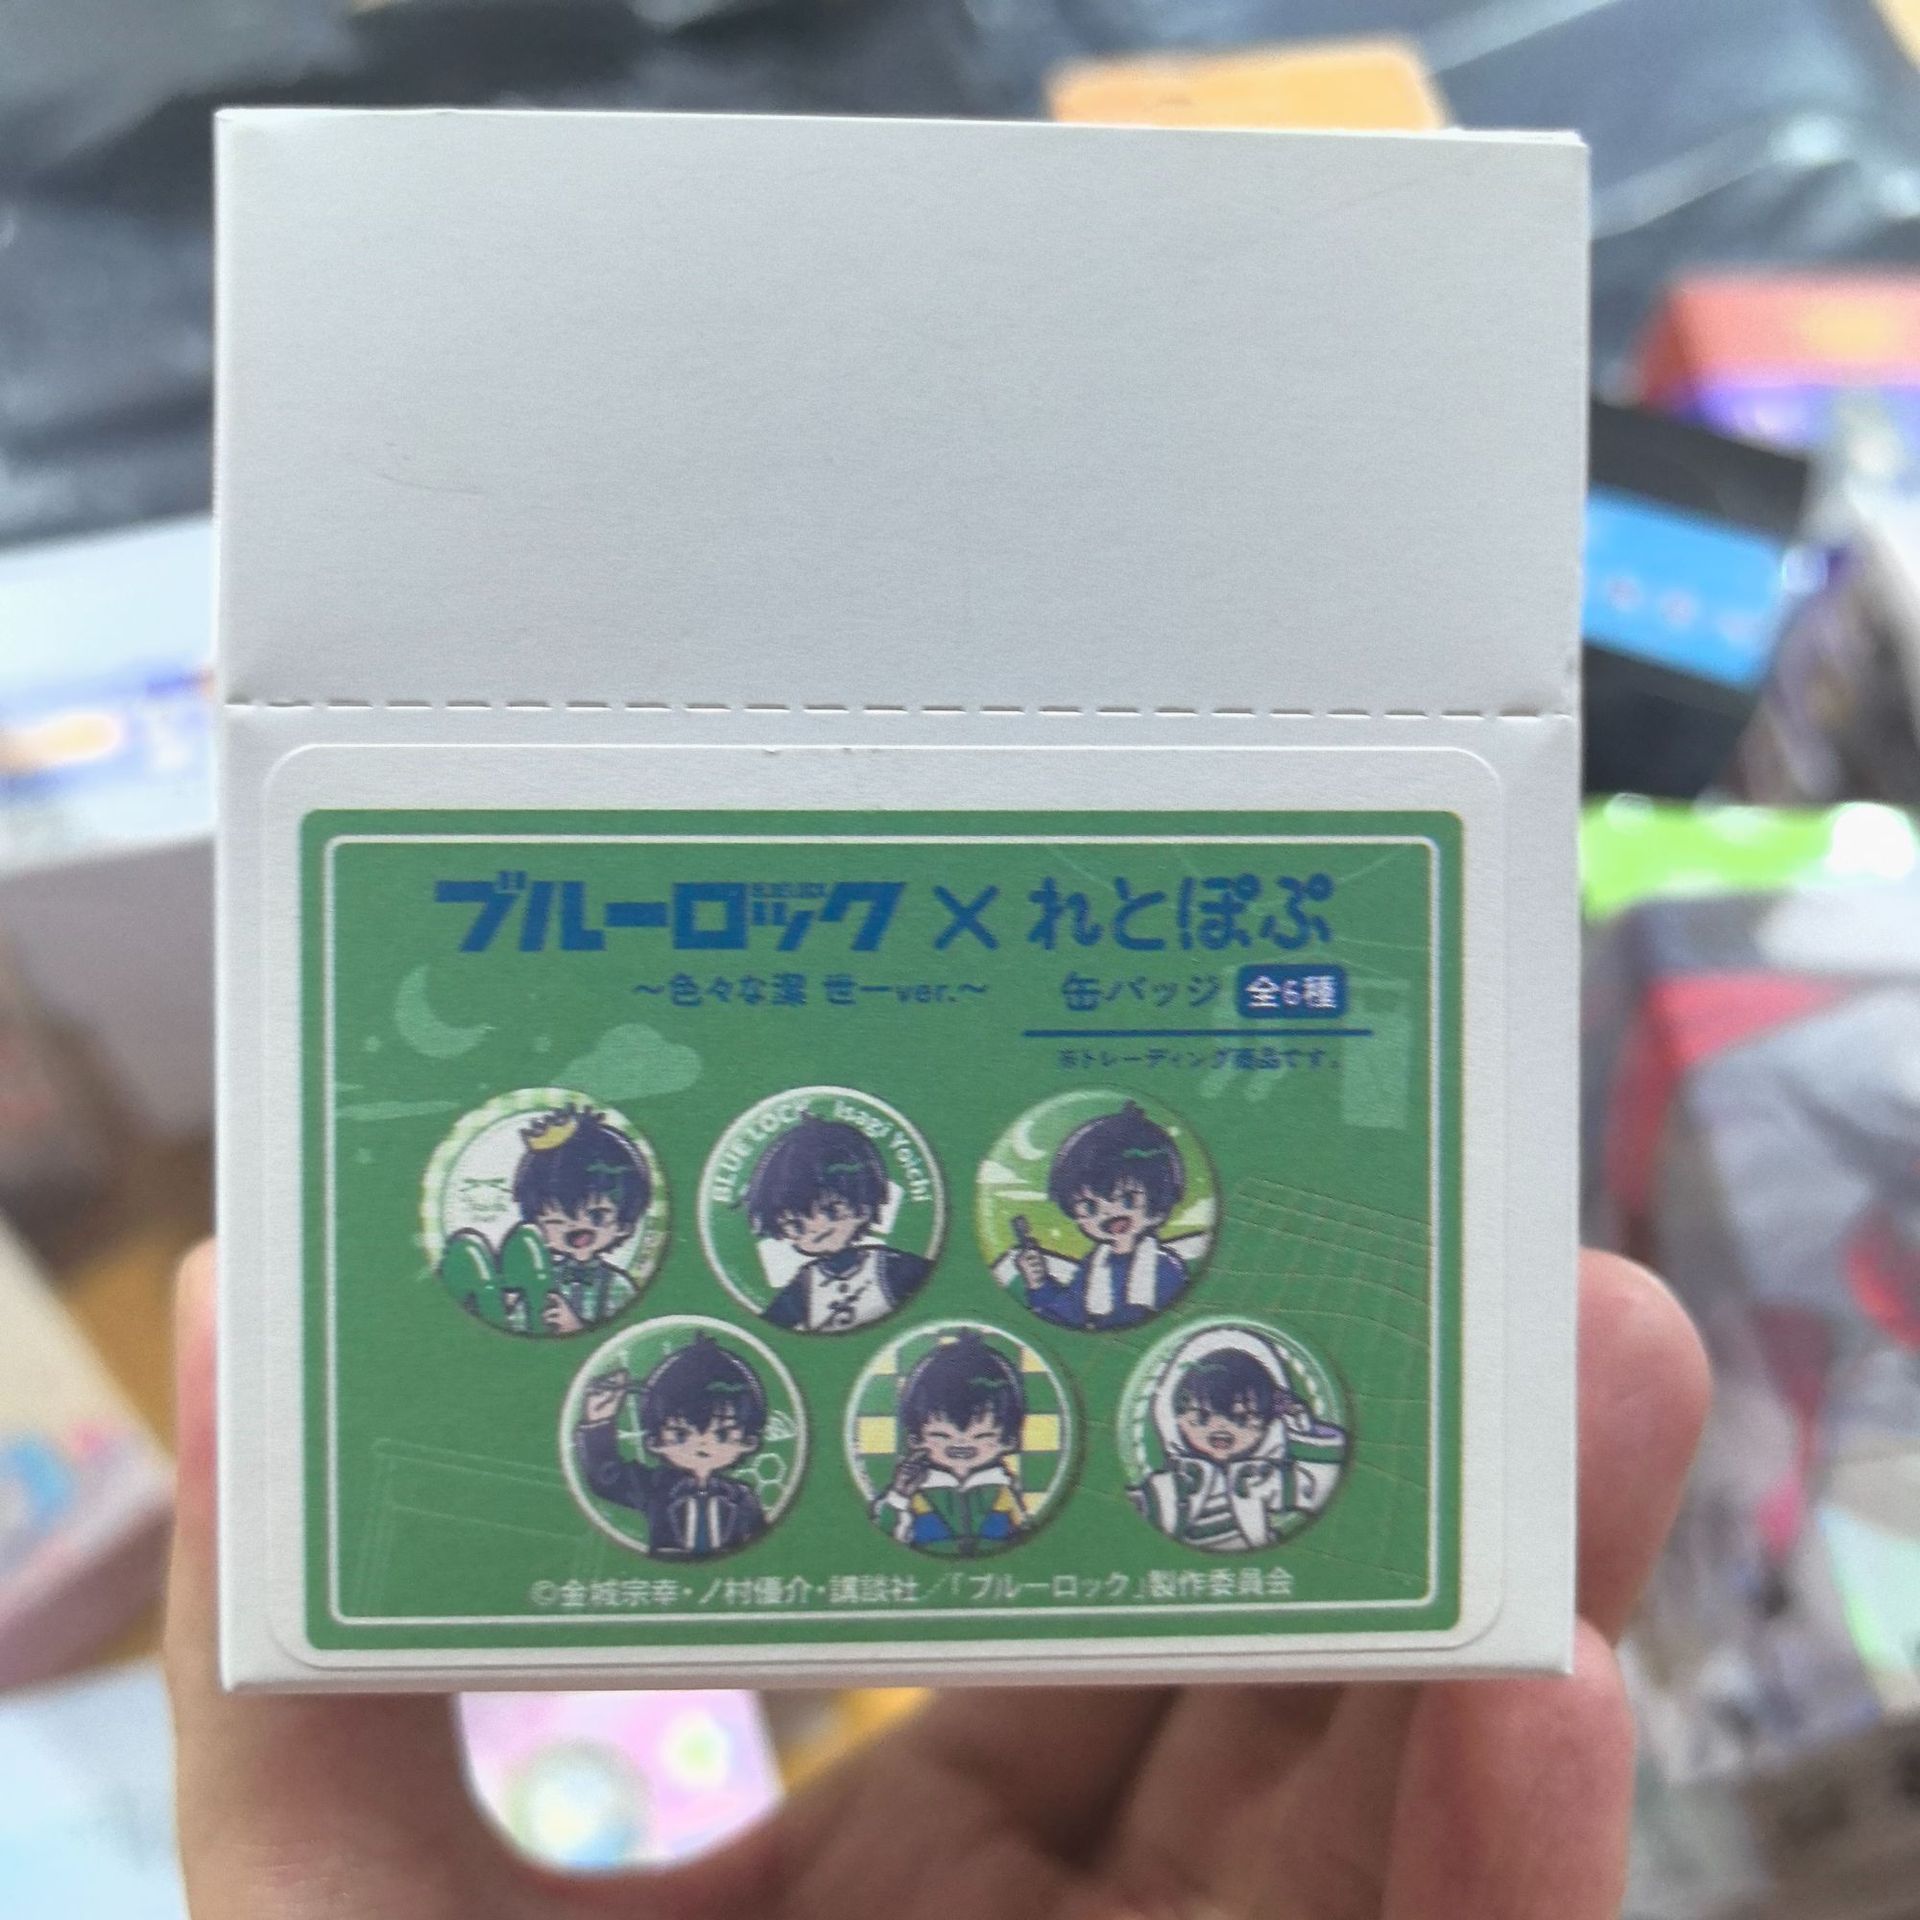 ブルーロック×れとぽぷ
～色々な潔 世一ver.～ 缶バッジ 全6種
※トレーディング商品です。
BLUE LOCK Isagi Yoichi
©金城宗幸・ノ村優介・講談社／「ブルーロック」製作委員会